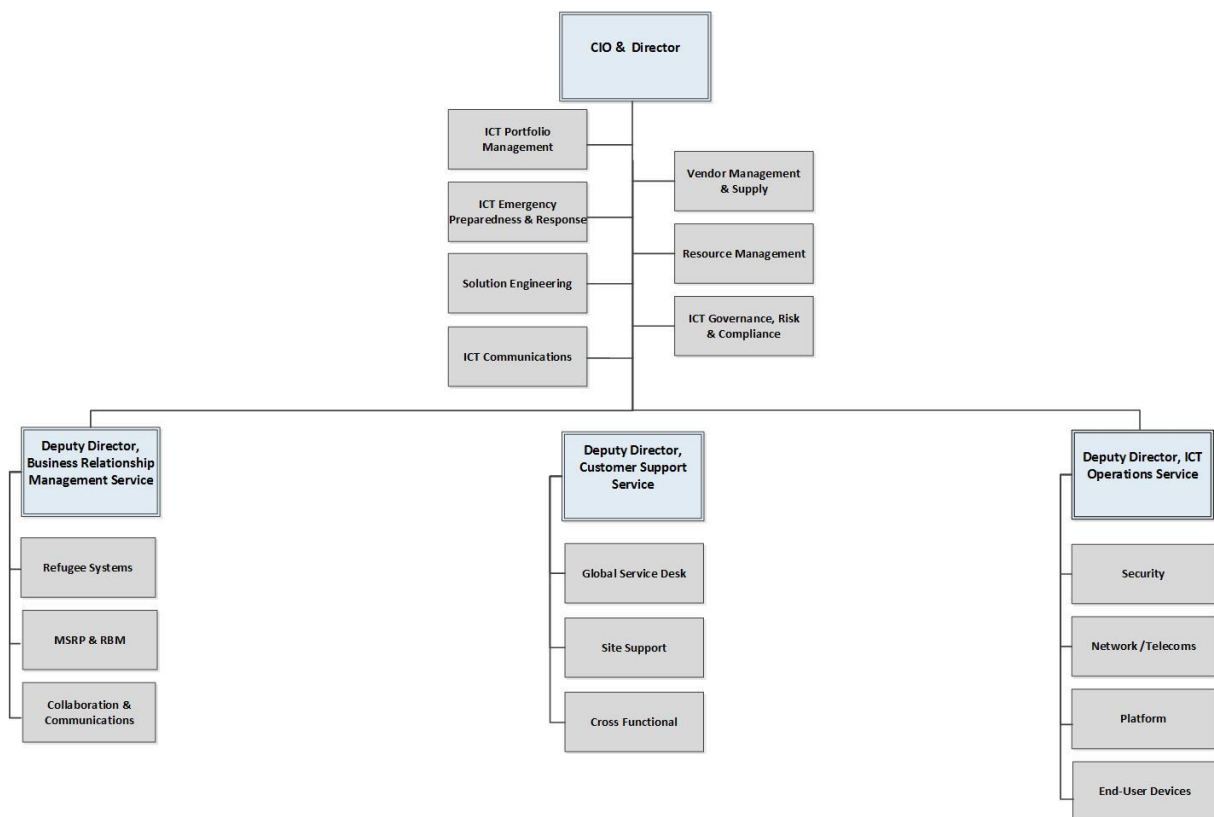 CIO & Director
ICT Portfolio
Management
Vendor Management
& Supply
ICT Emergency
Preparedness & Response
Resource Management
Solution Engineering
ICT Governance, Risk
& Compliance
ICT Communications
Deputy Director,
Business Relationship
Management Service
Refugee Systems
MSRP & RBM
Collaboration &
Communications
Deputy Director,
Customer Support
Service
Global Service Desk
Site Support
Cross Functional
Deputy Director, ICT
Operations Service
Security
Network /Telecoms
Platform
End-User Devices